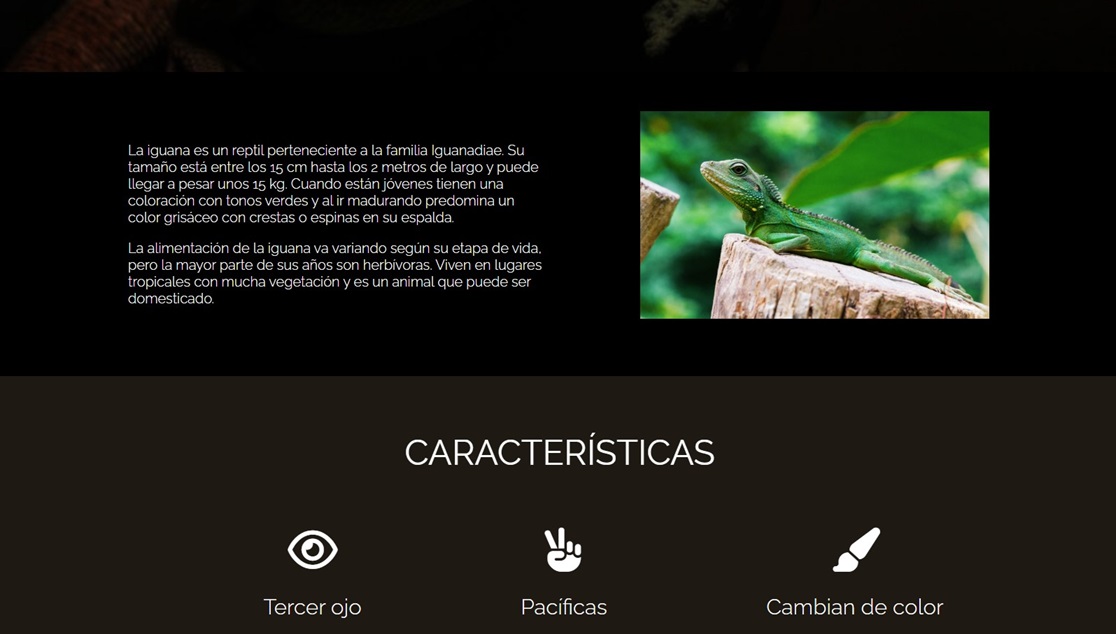 La iguana es un reptil perteneciente a la familia Iguanadiae. Su
tamaño está entre los 15 cm hasta los 2 metros de largo y puede
llegar a pesar unos 15 kg. Cuando están jóvenes tienen una
coloración con tonos verdes y al ir madurando predomina un
color grisáceo con crestas o espinas en su espalda.
La alimentación de la iguana va variando según su etapa de vida,
pero la mayor parte de sus años son herbívoras. Viven en lugares
tropicales con mucha vegetación y es un animal que puede ser
domesticado.
CARACTERÍSTICAS
Tercer ojo
Pacíficas
Cambian de color